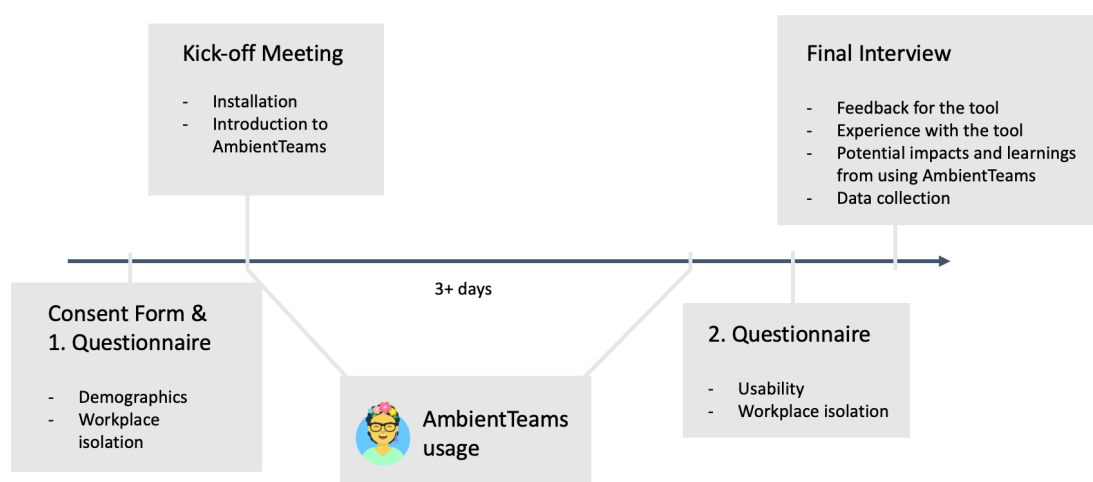 Kick-off Meeting
- Installation
- Introduction to
AmbientTeams
Final Interview
- Feedback for the tool
- Experience with the tool
- Potential impacts and learnings
from using AmbientTeams
- Data collection
3+ days
Consent Form &
1. Questionnaire
- Demographics
- Workplace
isolation
AmbientTeams
usage
2. Questionnaire
- Usability
- Workplace isolation